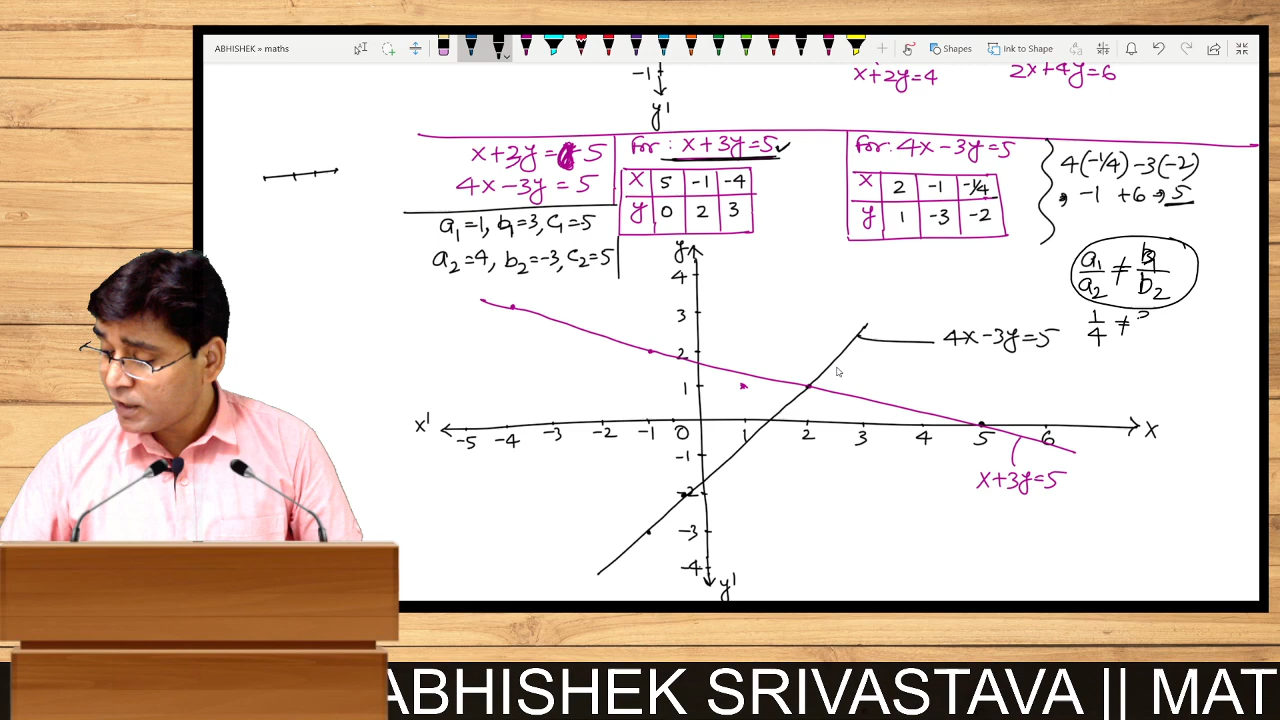 ABHISHEK » maths
Shapes
Ink to Shape
-1
y'
x+2y=4
2x+4y=6
x+2y=5
4x-3y=5
a₁=1, b₁=3, c₁=5
a₂=4, b₂=-3, c₂=5
For: x+3y=5✓
x 5 -1 -4
y 0 2 3
For: 4x-3y=5
x 2 -1 -1/4
y 1 -3 -2
4(-1/4)-3(-2)
-1 +6 → 5
a₁/a₂ ≠ b₁/b₂
1/4 ≠
y
4
3
2
1
4x-3y=5
x' -5 -4 -3 -2 -1 0 1 2 3 4 5 6 x
-1
-2
-3
-4
y'
x+3y=5
ABHISHEK SRIVASTAVA || MAT